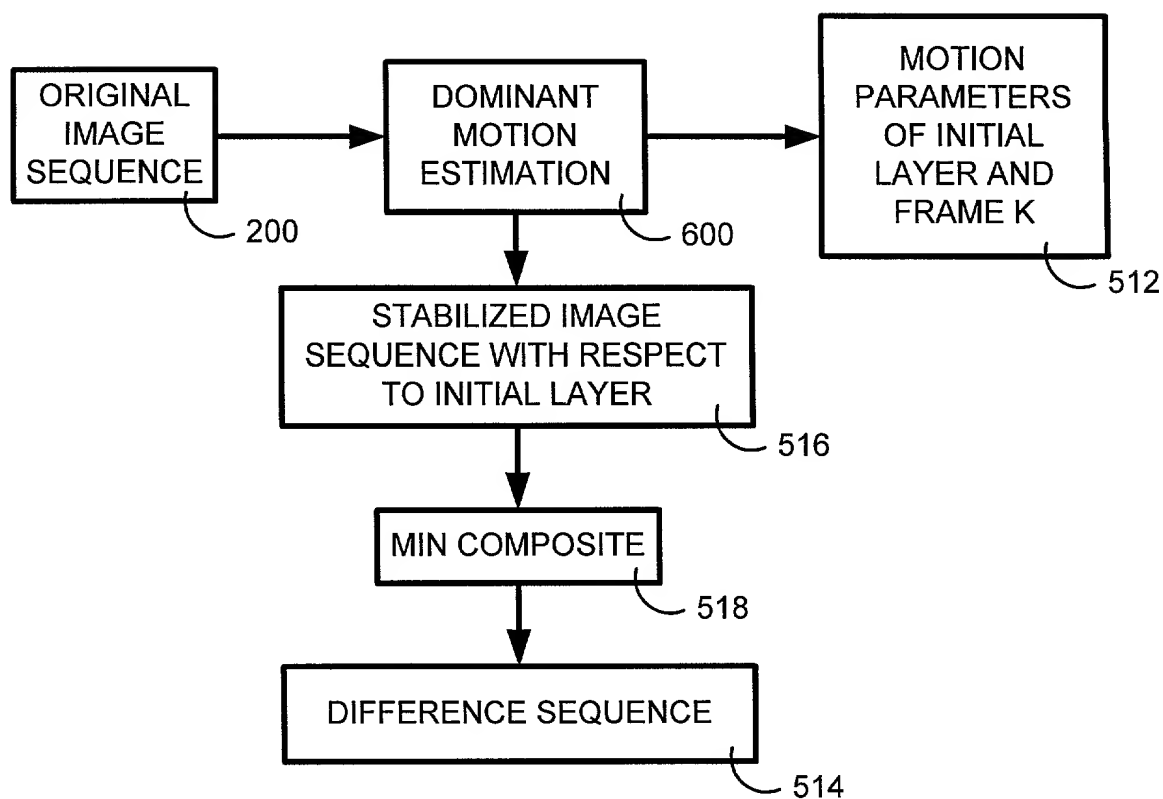 ORIGINAL
IMAGE
SEQUENCE
200
DOMINANT
MOTION
ESTIMATION
600
MOTION
PARAMETERS
OF INITIAL
LAYER AND
FRAME K
512
STABILIZED IMAGE
SEQUENCE WITH RESPECT
TO INITIAL LAYER
516
MIN COMPOSITE
518
DIFFERENCE SEQUENCE
514